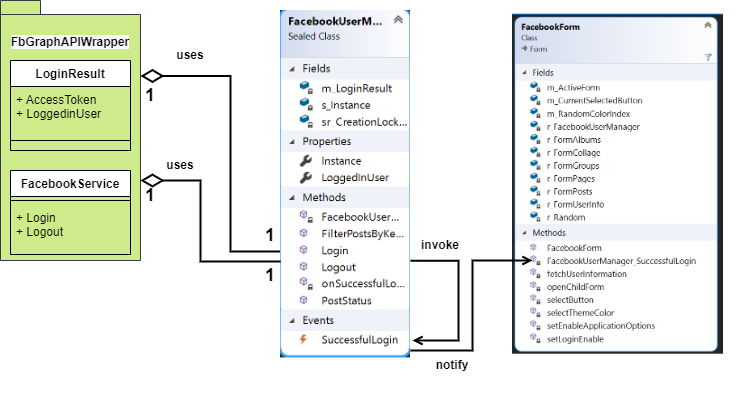 FbGraphAPIWrapper
LoginResult
+ AccessToken
+ LoggedinUser
FacebookService
+ Login
+ Logout
uses
1
uses
1
1
1
FacebookUserM...
Sealed Class
Fields
m_LoginResult
s_Instance
sr_CreationLock...
Properties
Instance
LoggedInUser
Methods
FacebookUser...
FilterPostsByKe...
Login
Logout
onSuccessfulLo...
PostStatus
Events
SuccessfulLogin
invoke
notify
FacebookForm
Class
Form
Fields
m_ActiveForm
m_CurrentSelectedButton
m_RandomColorIndex
r_FacebookUserManager
r_FormAlbums
r_FormCollage
r_FormGroups
r_FormPages
r_FormPosts
r_FormUserInfo
r_Random
Methods
FacebookForm
FacebookUserManager_SuccessfulLogin
fetchUserInformation
openChildForm
selectButton
selectThemeColor
setEnableApplicationOptions
setLoginEnable